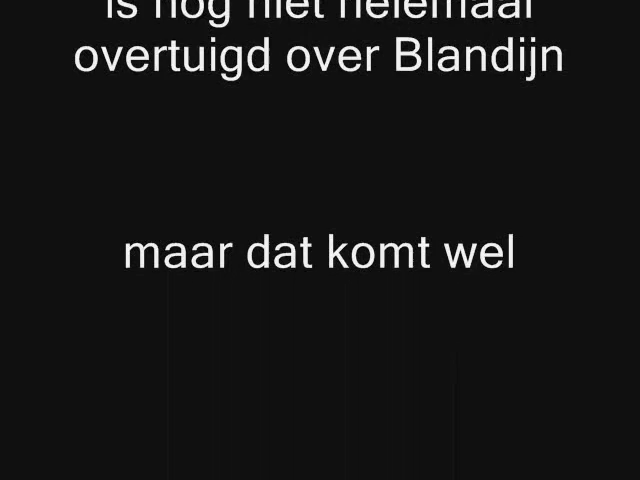 is nog niet helemaal
overtuigd over Blandijn
maar dat komt wel